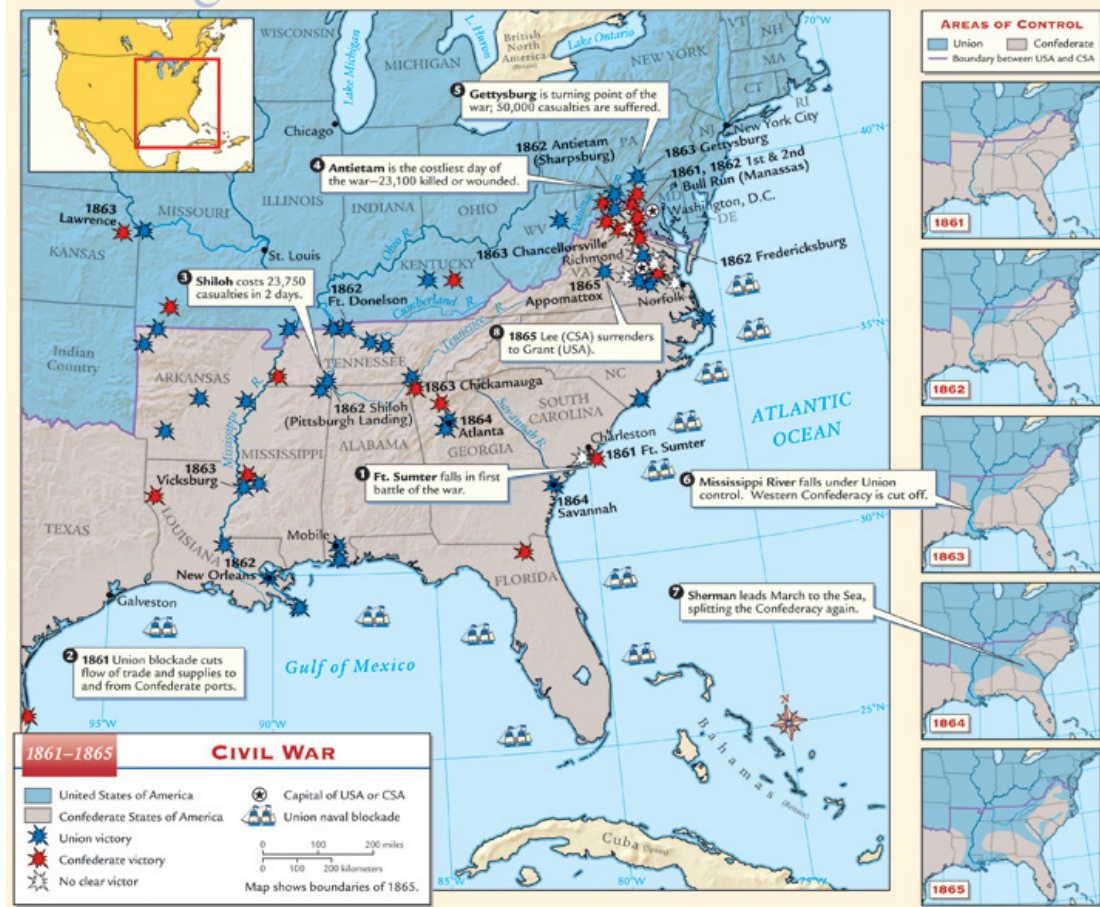 WISCONSIN
MICHIGAN
Lake Michigan
L. Huron
British
North
America
(Britain)
Lake Ontario
NEW YORK
VT
NH
MA
CT
RI
70°W
40°N
NJ
New York City
PA
Chicago
5 Gettysburg is turning point of the
war; 50,000 casualties are suffered.
1862 Antietam
(Sharpsburg)
1863 Gettysburg
1861, 1862 1st & 2nd
Bull Run (Manassas)
4 Antietam is the costliest day of
the war—23,100 killed or wounded.
MD
Washington, D.C.
DE
Potomac R.
ILLINOIS
INDIANA
OHIO
WV
1863
Lawrence
MISSOURI
KANSAS
St. Louis
Ohio R.
KENTUCKY
1863 Chancellorsville
Richmond
VA
1862 Fredericksburg
3 Shiloh costs 23,750
casualties in 2 days.
1862
Ft. Donelson
Cumberland R.
Tennessee R.
1865
Appomattox
Norfolk
8 1865 Lee (CSA) surrenders
to Grant (USA).
35°N
Indian
Country
ARKANSAS
TENNESSEE
NC
1863 Chickamauga
1862 Shiloh
(Pittsburg Landing)
Mississippi R.
MISSISSIPPI
ALABAMA
1864
Atlanta
GEORGIA
Savannah R.
SOUTH
CAROLINA
Charleston
1861 Ft. Sumter
ATLANTIC
OCEAN
1863
Vicksburg
1 Ft. Sumter falls in first
battle of the war.
1864
Savannah
6 Mississippi River falls under Union
control. Western Confederacy is cut off.
30°N
TEXAS
LOUISIANA
Mobile
1862
New Orleans
FLORIDA
Galveston
7 Sherman leads March to the Sea,
splitting the Confederacy again.
2 1861 Union blockade cuts
flow of trade and supplies to
and from Confederate ports.
Gulf of Mexico
95°W
90°W
25°N
N
Bahamas
(Britain)
Cuba (Spain)
85°W
80°W
75°W
1861–1865
CIVIL WAR
United States of America
Confederate States of America
Union victory
Confederate victory
No clear victor
Capital of USA or CSA
Union naval blockade
0 100 200 miles
0 100 200 kilometers
Map shows boundaries of 1865.
AREAS OF CONTROL
Union
Confederate
Boundary between USA and CSA
1861
1862
1863
1864
1865